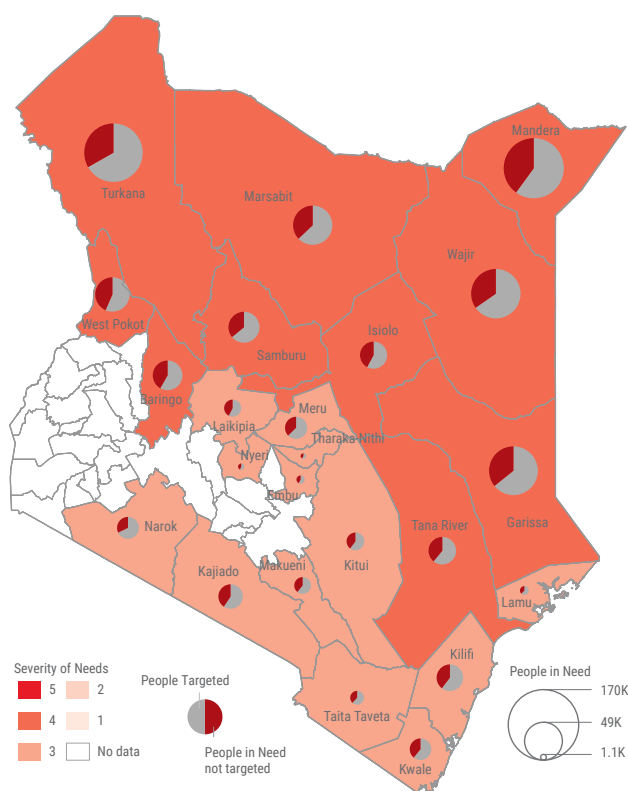 Mandera
Turkana
Marsabit
Wajir
West Pokot
Isiolo
Samburu
Baringo
Meru
Laikipia
Tharaka-Nithi
Nyeri
Embu
Garissa
Narok
Tana River
Kitui
Makueni
Kajiado
Lamu
Kilifi
Taita Taveta
Kwale
Severity of Needs
5
2
4
1
3
No data
People Targeted
People in Need
not targeted
People in Need
170K
49K
1.1K